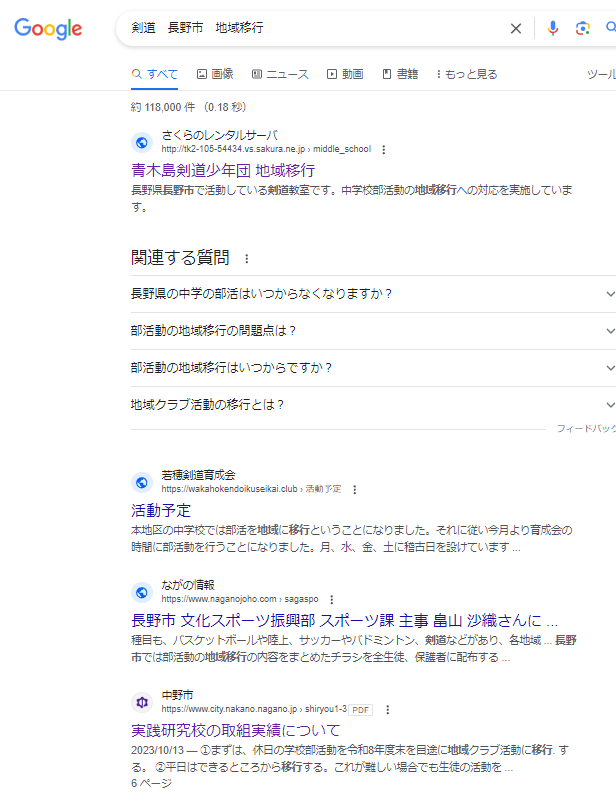 Google
剣道　長野市　地域移行
すべて 画像 ニュース 動画 書籍 もっと見る ツール
約 118,000 件 (0.18 秒)
さくらのレンタルサーバ
http://tk2-105-54434.vs.sakura.ne.jp › middle_school
青木島剣道少年団 地域移行
長野県長野市で活動している剣道教室です。中学校部活動の地域移行への対応を実施していま
す。
関連する質問
長野県の中学の部活はいつからなくなりますか？
部活動の地域移行の問題点は？
部活動の地域移行はいつからですか？
地域クラブ活動の移行とは？
フィードバック
若穂剣道育成会
https://wakahokendoikuseikai.club › 活動予定
活動予定
本地区の中学校では部活を地域に移行ということになりました。それに従い今月より育成会の
時間に部活動を行うことになりました。月、水、金、土に稽古日を設けています ...
ながの情報
https://www.naganojoho.com › sagaspo
長野市 文化スポーツ振興部 スポーツ課 主事 畠山 沙織さんに ...
種目も、バスケットボールや陸上、サッカーやバドミントン、剣道などがあり、各地域 ... 長野
市では部活動の地域移行の内容をまとめたチラシを全生徒、保護者に配布する ...
中野市
https://www.city.nakano.nagano.jp › shiryou1-3 PDF
実践研究校の取組実績について
2023/10/13 — ①まずは、休日の学校部活動を令和8年度末を目途に地域クラブ活動に移行. す
る。 ②平日はできるところから移行する。これが難しい場合でも生徒の活動を ...
6 ページ